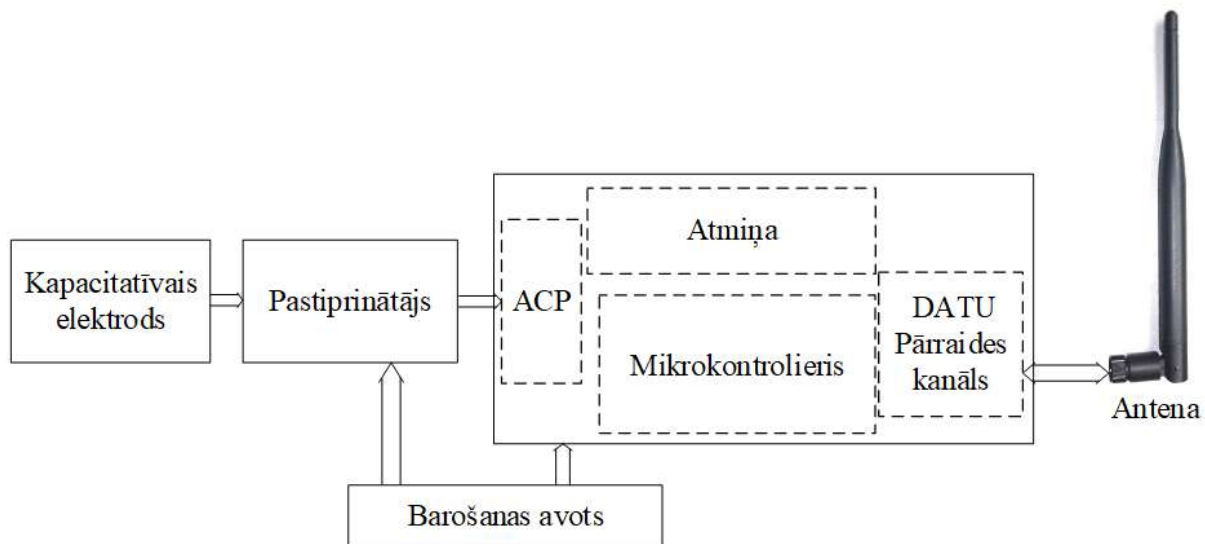 Kapacitatīvais
elektrods
Pastiprinātājs
ACP
Atmiņa
Mikrokontrolieris
DATU
Pārraides
kanāls
Antena
Barošanas avots